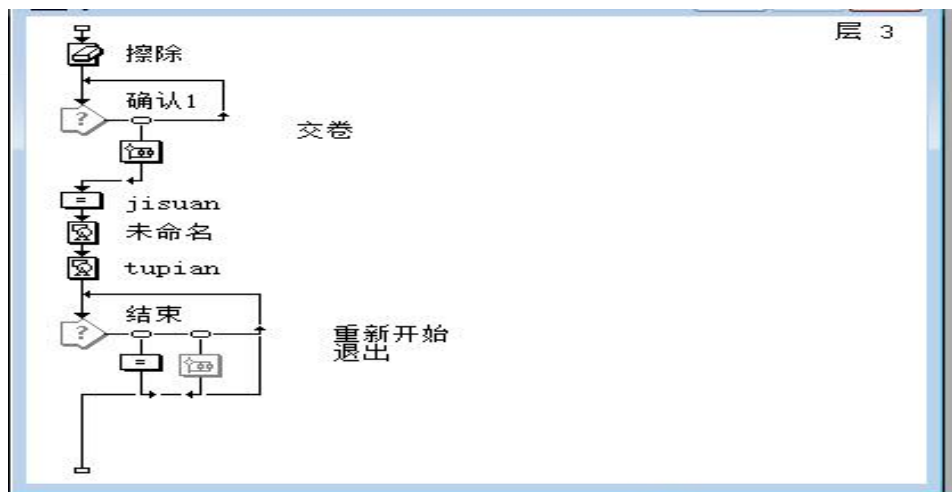 层 3
擦除
确认1
交卷
=
jisuan
未命名
tupian
结束
重新开始
退出
=